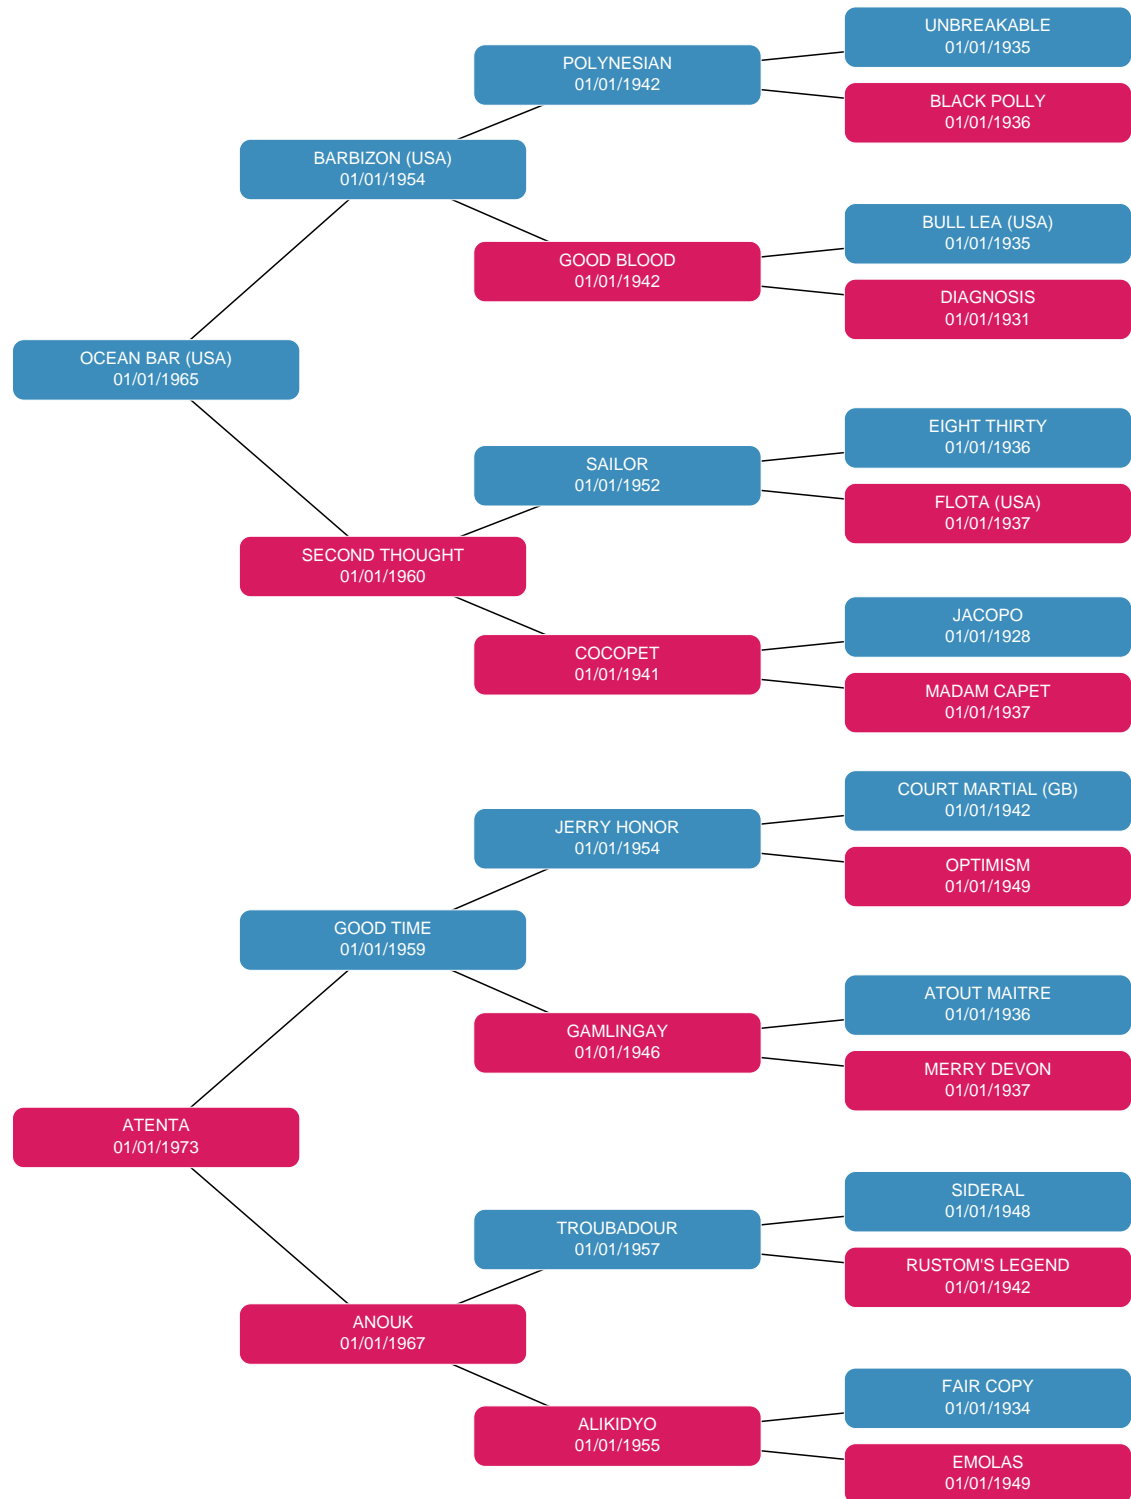 UNBREAKABLE
01/01/1935
POLYNESIAN
01/01/1942
BLACK POLLY
01/01/1936
BARBIZON (USA)
01/01/1954
BULL LEA (USA)
01/01/1935
GOOD BLOOD
01/01/1942
DIAGNOSIS
01/01/1931
OCEAN BAR (USA)
01/01/1965
EIGHT THIRTY
01/01/1936
SAILOR
01/01/1952
FLOTA (USA)
01/01/1937
SECOND THOUGHT
01/01/1960
JACOPO
01/01/1928
COCOPET
01/01/1941
MADAM CAPET
01/01/1937
COURT MARTIAL (GB)
01/01/1942
JERRY HONOR
01/01/1954
OPTIMISM
01/01/1949
GOOD TIME
01/01/1959
ATOUT MAITRE
01/01/1936
GAMLINGAY
01/01/1946
MERRY DEVON
01/01/1937
ATENTA
01/01/1973
SIDERAL
01/01/1948
TROUBADOUR
01/01/1957
RUSTOM'S LEGEND
01/01/1942
ANOUK
01/01/1967
FAIR COPY
01/01/1934
ALIKIDYO
01/01/1955
EMOLAS
01/01/1949